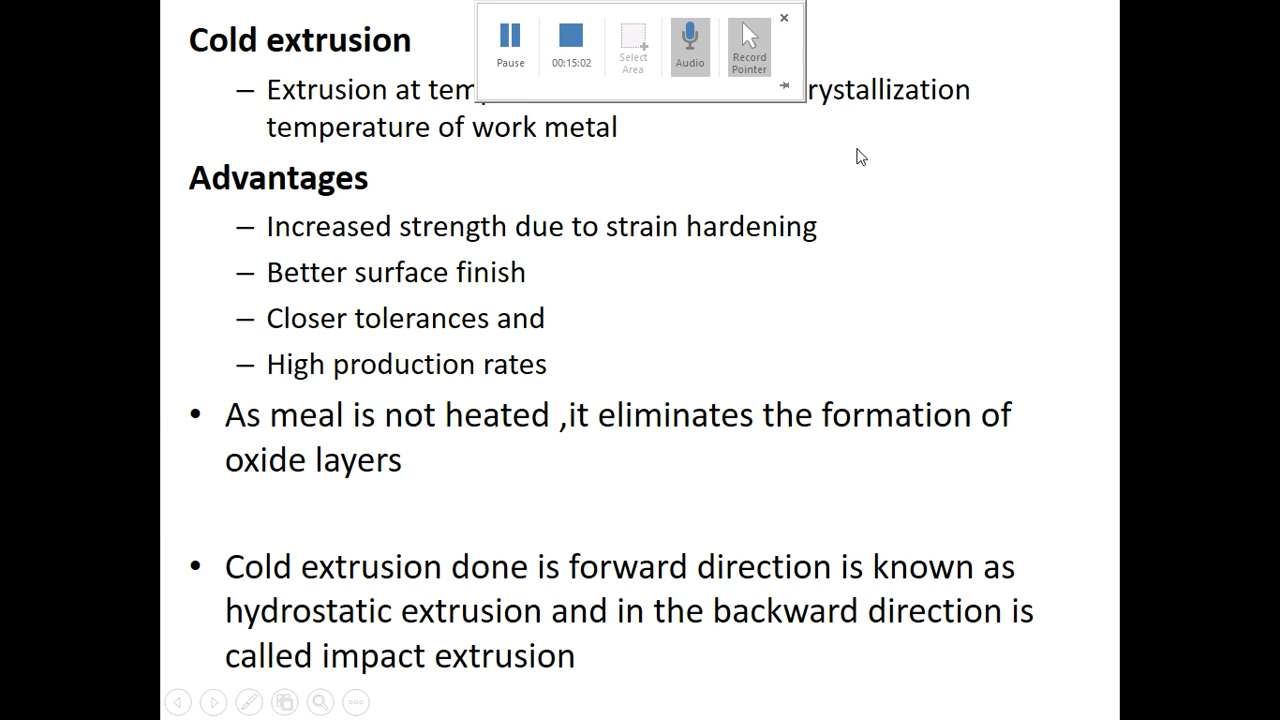 Cold extrusion
Pause
00:15:02
Select
Area
Audio
Record
Pointer
– Extrusion at
temperature of work metal
Advantages
– Increased strength due to strain hardening
– Better surface finish
– Closer tolerances and
– High production rates
• As meal is not heated ,it eliminates the formation of
oxide layers
• Cold extrusion done is forward direction is known as
hydrostatic extrusion and in the backward direction is
called impact extrusion